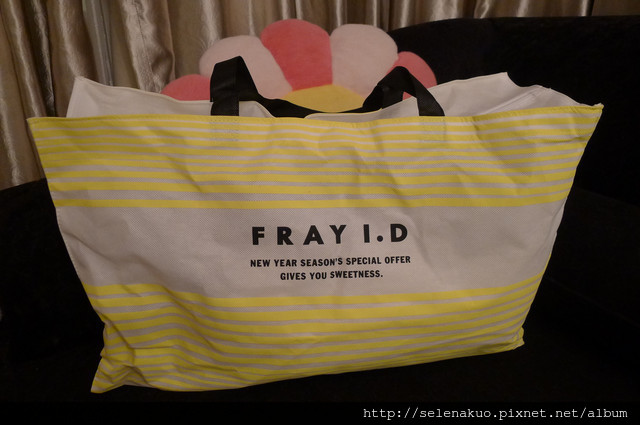 FRAY I.D
NEW YEAR SEASON'S SPECIAL OFFER
GIVES YOU SWEETNESS.
http://selenakuo.pixnet.net/album